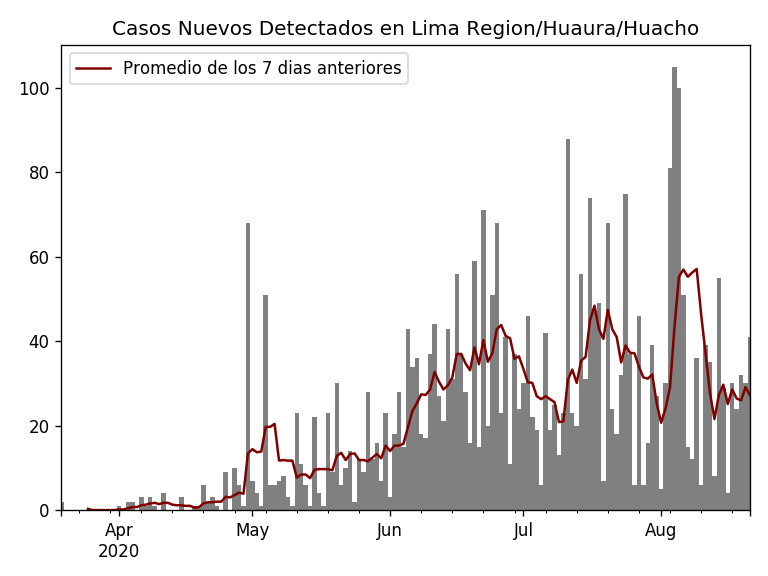 Casos Nuevos Detectados en Lima Region/Huaura/Huacho
Promedio de los 7 dias anteriores
100
80
60
40
20
0
Apr May Jun Jul Aug
2020